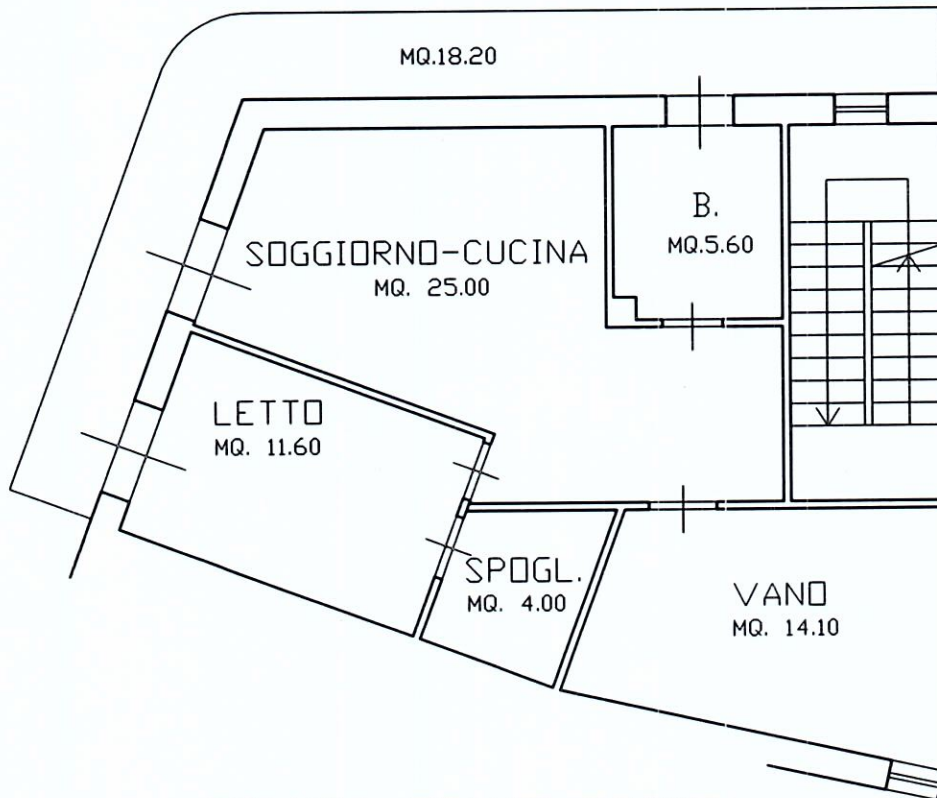 MQ.18.20
B.
MQ.5.60
SOGGIORNO-CUCINA
MQ. 25.00
LETTO
MQ. 11.60
SPOGL.
MQ. 4.00
VANO
MQ. 14.10